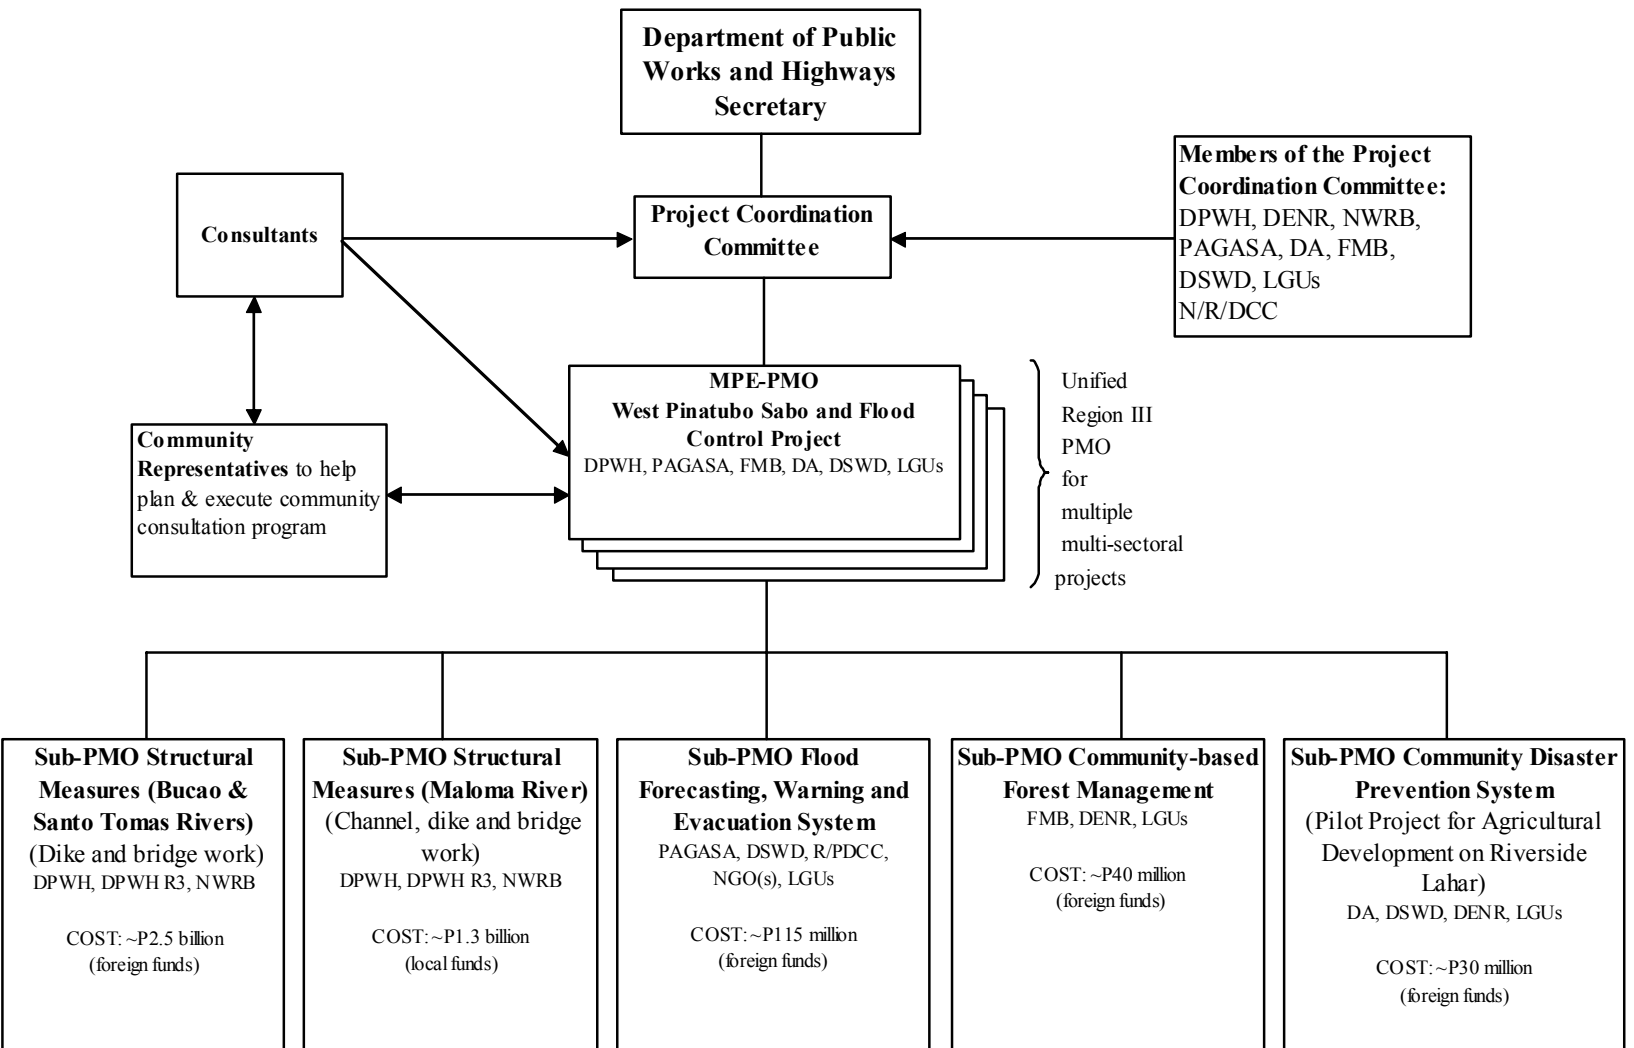 Department of Public
Works and Highways
Secretary
Members of the Project
Coordination Committee:
DPWH, DENR, NWRB,
PAGASA, DA, FMB,
DSWD, LGUs
N/R/DCC
Consultants
Project Coordination
Committee
MPE-PMO
West Pinatubo Sabo and Flood
Control Project
DPWH, PAGASA, FMB, DA, DSWD, LGUs
Unified
Region III
PMO
for
multiple
multi-sectoral
projects
Community
Representatives to help
plan & execute community
consultation program
Sub-PMO Structural
Measures (Bucao &
Santo Tomas Rivers)
(Dike and bridge work)
DPWH, DPWH R3, NWRB
COST: ~P2.5 billion
(foreign funds)
Sub-PMO Structural
Measures (Maloma River)
(Channel, dike and bridge
work)
DPWH, DPWH R3, NWRB
COST: ~P1.3 billion
(local funds)
Sub-PMO Flood
Forecasting, Warning and
Evacuation System
PAGASA, DSWD, R/PDCC,
NGO(s), LGUs
COST: ~P115 million
(foreign funds)
Sub-PMO Community-based
Forest Management
FMB, DENR, LGUs
COST: ~P40 million
(foreign funds)
Sub-PMO Community Disaster
Prevention System
(Pilot Project for Agricultural
Development on Riverside
Lahar)
DA, DSWD, DENR, LGUs
COST: ~P30 million
(foreign funds)